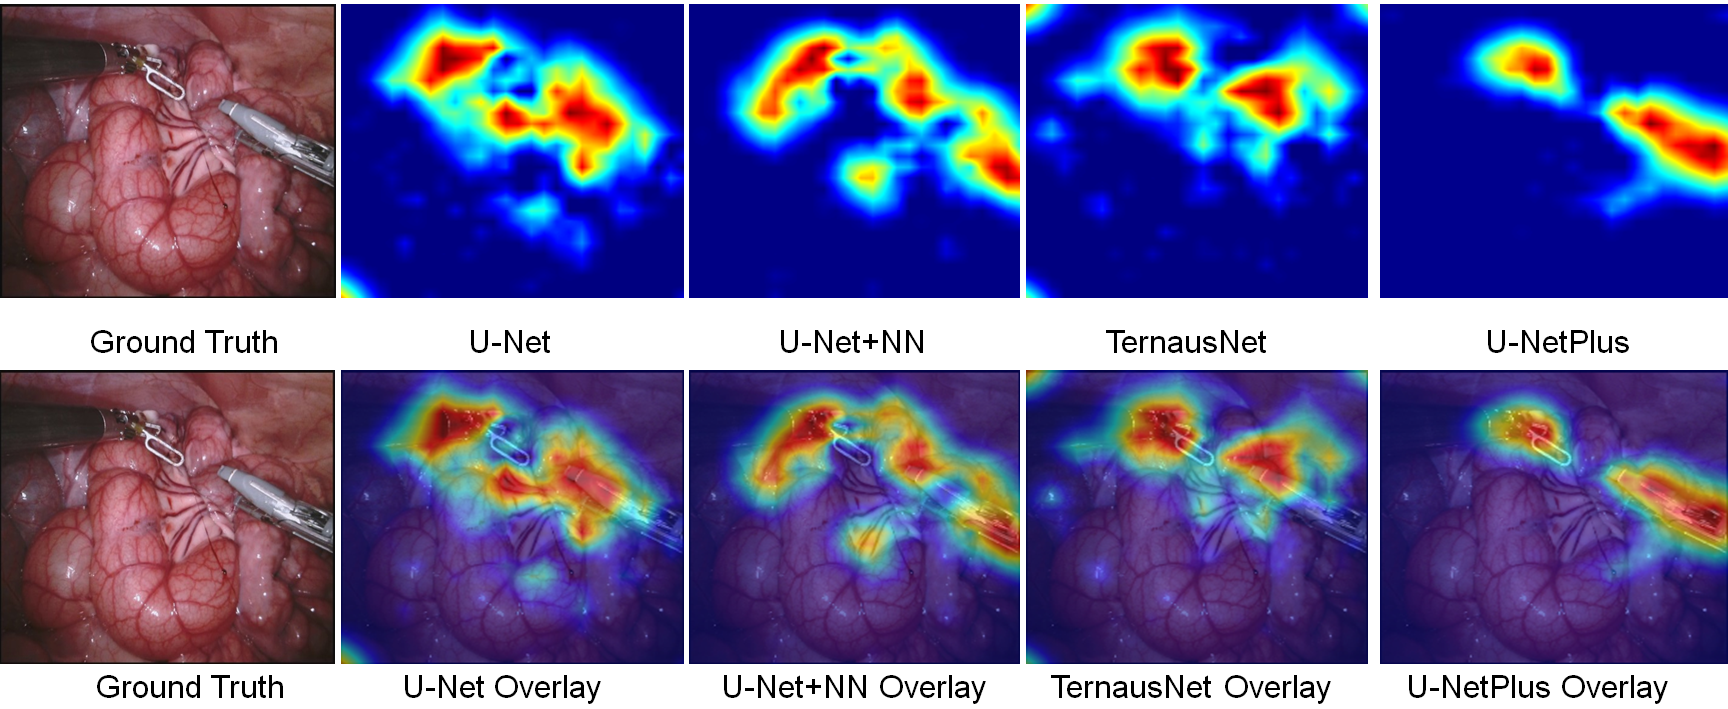 Ground Truth
U-Net
U-Net+NN
TernausNet
U-NetPlus
Ground Truth
U-Net Overlay
U-Net+NN Overlay
TernausNet Overlay
U-NetPlus Overlay